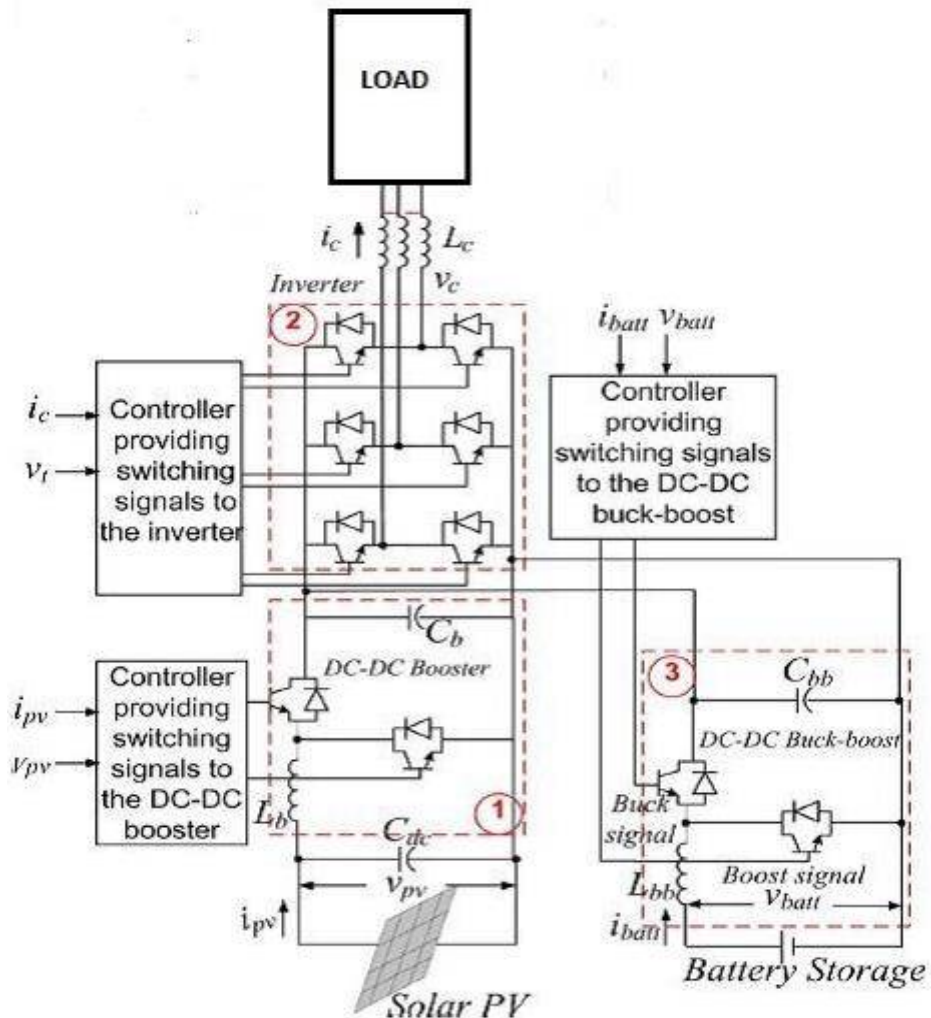 LOAD
i_c
L_c
v_c
Inverter
2
i_batt v_batt
Controller
providing
switching
signals to
the inverter
i_c
v_t
Controller
providing
switching signals
to the DC-DC
buck-boost
C_b
DC-DC Booster
3
C_bb
DC-DC Buck-boost
Controller
providing
switching
signals to
the DC-DC
booster
i_pv
v_pv
L_b
1
C_dc
v_pv
i_pv
Solar PV
Buck
signal
L_bb
Boost signal
v_batt
i_batt
Battery Storage